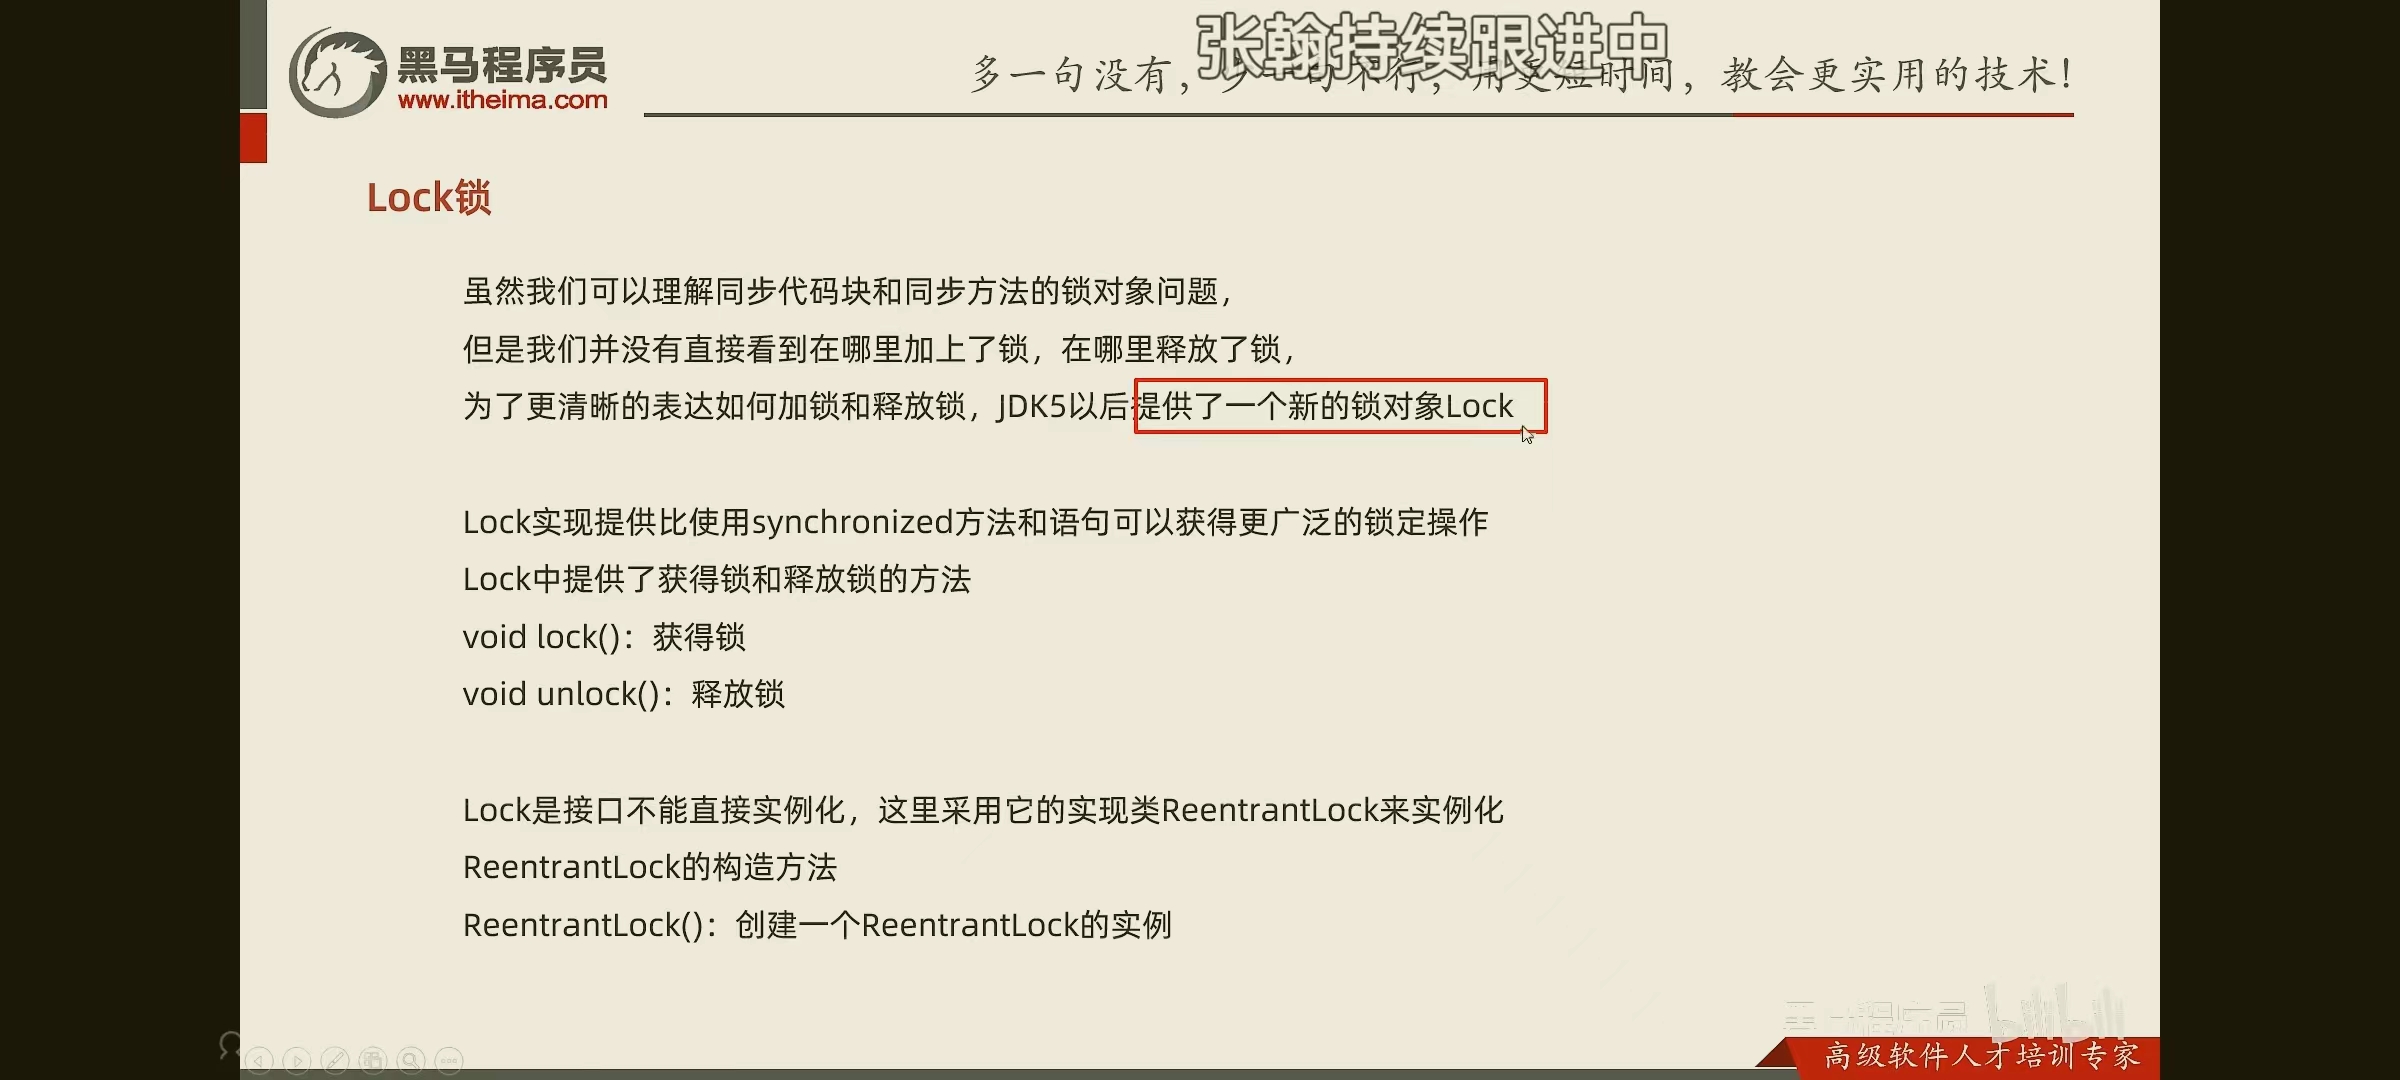 张翰持续跟进中
黑马程序员
www.itheima.com
多一句没有，少一句不行，用更短时间，教会更实用的技术！
Lock锁
虽然我们可以理解同步代码块和同步方法的锁对象问题，
但是我们并没有直接看到在哪里加上了锁，在哪里释放了锁，
为了更清晰的表达如何加锁和释放锁，JDK5以后提供了一个新的锁对象Lock
Lock实现提供比使用synchronized方法和语句可以获得更广泛的锁定操作
Lock中提供了获得锁和释放锁的方法
void lock()：获得锁
void unlock()：释放锁
Lock是接口不能直接实例化，这里采用它的实现类ReentrantLock来实例化
ReentrantLock的构造方法
ReentrantLock()：创建一个ReentrantLock的实例
黑马程序员 bilibili
高级软件人才培训专家